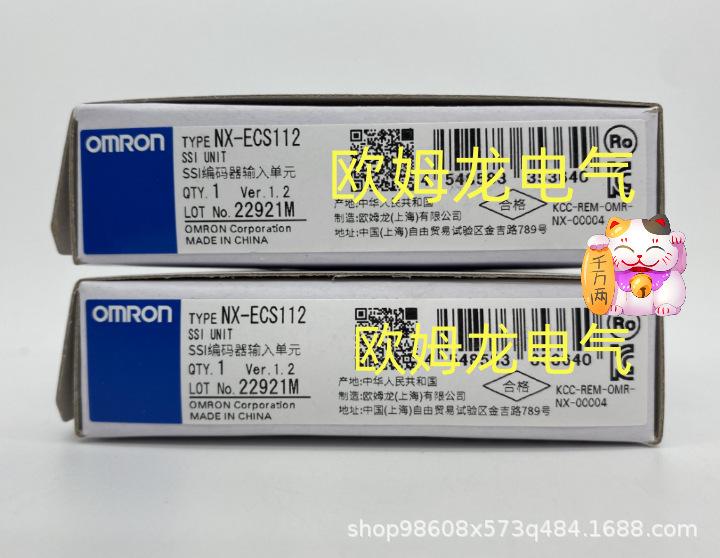 OMRON
TYPE NX-ECS112
SSI UNIT
SSI编码器输入单元
QTY. 1 Ver.1.2
LOT No. 22921M
OMRON Corporation
MADE IN CHINA
欧姆龙电气
产地:中华人民共和国
制造:欧姆龙(上海)有限公司
地址:中国(上海)自由贸易试验区金吉路789号
合格
Ro
KCC-REM-OMR-
NX-00004
千万两
OMRON
TYPE NX-ECS112
SSI UNIT
SSI编码器输入单元
QTY. 1 Ver.1.2
LOT No. 22921M
OMRON Corporation
MADE IN CHINA
欧姆龙电气
产地:中华人民共和国
制造:欧姆龙(上海)有限公司
地址:中国(上海)自由贸易试验区金吉路789号
合格
Ro
KCC-REM-OMR-
NX-00004
shop98608x573q484.1688.com